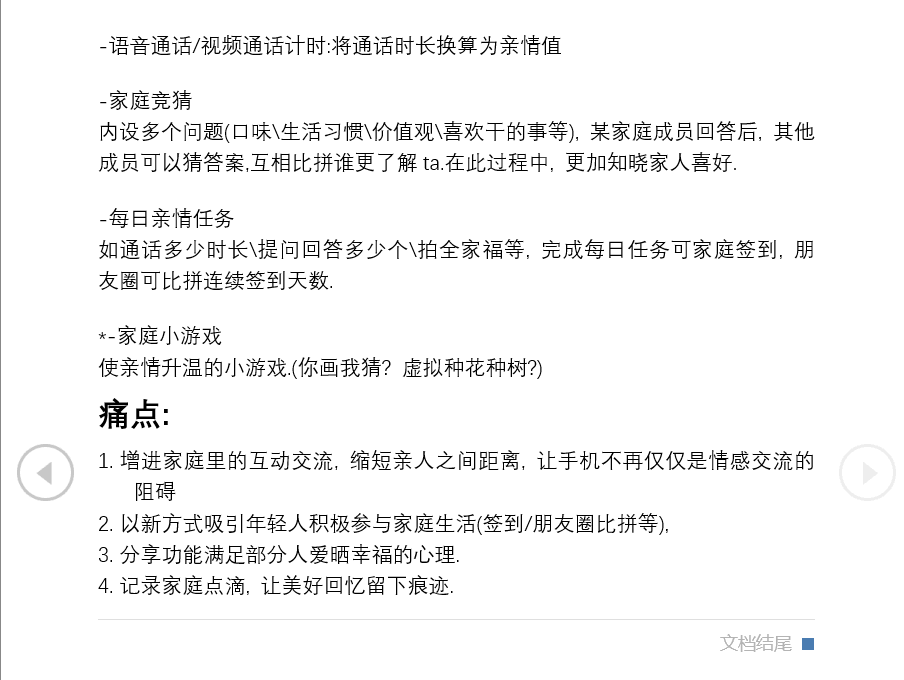 -语音通话/视频通话计时:将通话时长换算为亲情值
-家庭竞猜
内设多个问题(口味\生活习惯\价值观\喜欢干的事等), 某家庭成员回答后, 其他
成员可以猜答案,互相比拼谁更了解 ta.在此过程中, 更加知晓家人喜好.
-每日亲情任务
如通话多少时长\提问回答多少个\拍全家福等, 完成每日任务可家庭签到, 朋
友圈可比拼连续签到天数.
*-家庭小游戏
使亲情升温的小游戏.(你画我猜? 虚拟种花种树?)
痛点:
1. 增进家庭里的互动交流, 缩短亲人之间距离, 让手机不再仅仅是情感交流的
阻碍
2. 以新方式吸引年轻人积极参与家庭生活(签到/朋友圈比拼等),
3. 分享功能满足部分人爱晒幸福的心理.
4. 记录家庭点滴, 让美好回忆留下痕迹.
文档结尾